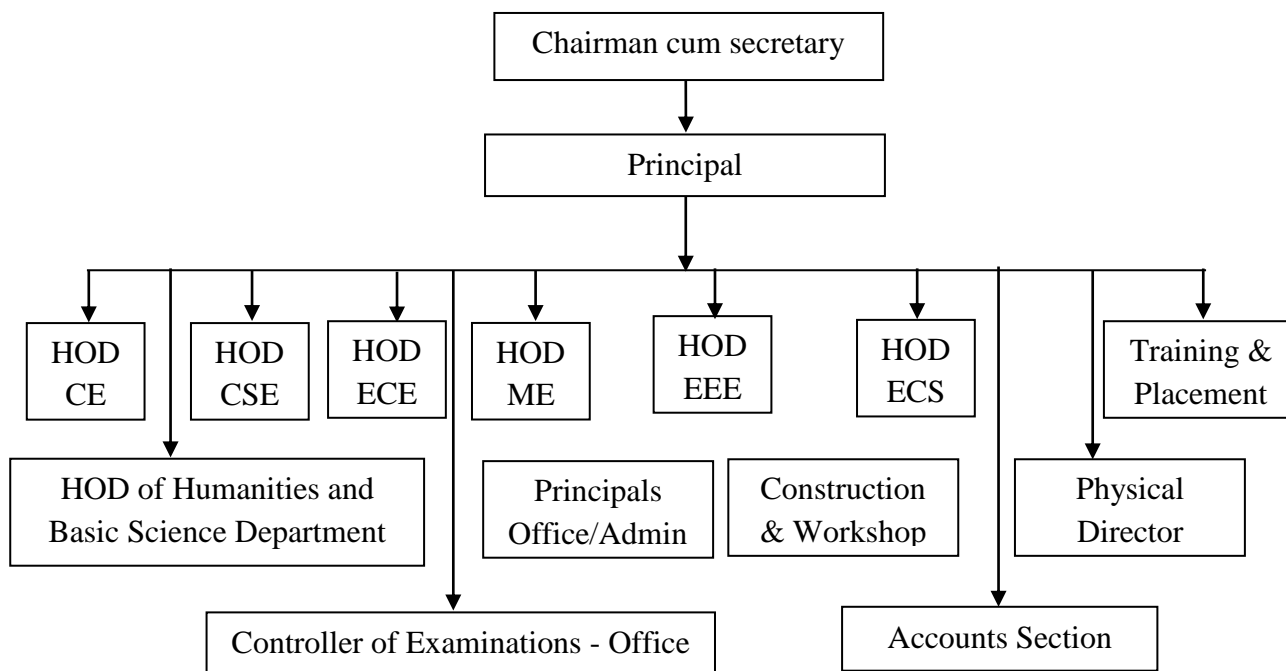 Chairman cum secretary
Principal
HOD
CE
HOD
CSE
HOD
ECE
HOD
ME
HOD
EEE
HOD
ECS
Training &
Placement
HOD of Humanities and
Basic Science Department
Principals
Office/Admin
Construction
& Workshop
Physical
Director
Controller of Examinations - Office
Accounts Section